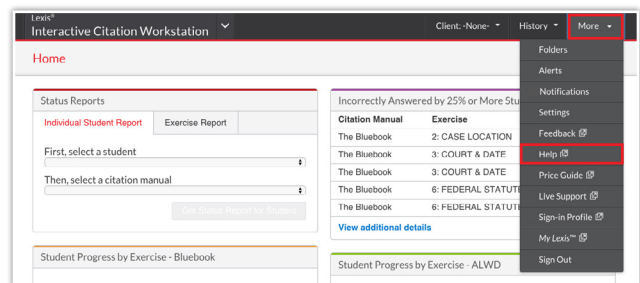 Lexis®
Interactive Citation Workstation
Client: -None-
History
More
Home
Folders
Alerts
Notifications
Settings
Feedback
Help
Price Guide
Live Support
Sign-in Profile
My Lexis™
Sign Out
Status Reports
Individual Student Report
Exercise Report
First, select a student
Then, select a citation manual
Get Status Report for Student
Incorrectly Answered by 25% or More Stu
Citation Manual Exercise
The Bluebook 2: CASE LOCATION
The Bluebook 3: COURT & DATE
The Bluebook 3: COURT & DATE
The Bluebook 6: FEDERAL STATUTE
The Bluebook 6: FEDERAL STATUTE
View additional details
Student Progress by Exercise - Bluebook
Student Progress by Exercise - ALWD